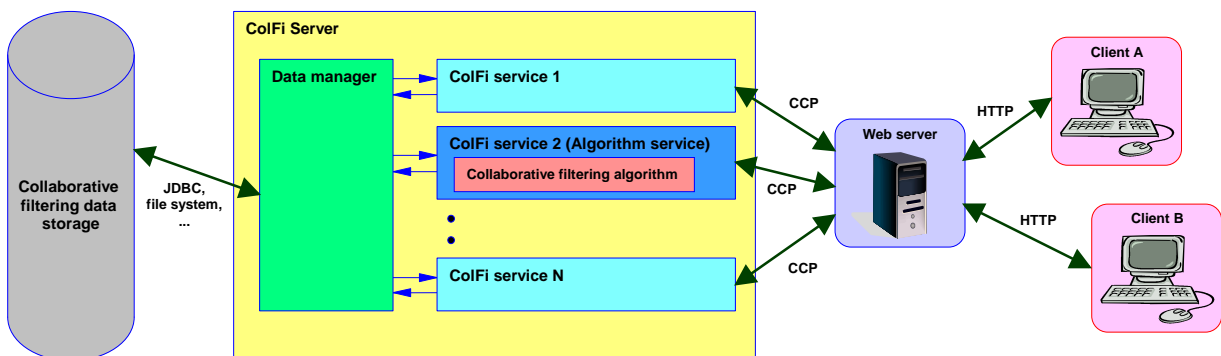 ColFi Server
Data manager
ColFi service 1
ColFi service 2 (Algorithm service)
Collaborative filtering algorithm
ColFi service N
Collaborative
filtering data
storage
JDBC,
file system,
...
CCP
CCP
CCP
Web server
HTTP
HTTP
Client A
Client B